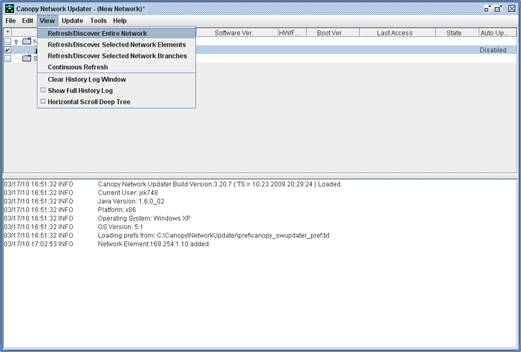 Canopy Network Updater - (New Network)*
File Edit View Update Tools Help
* Software Ver. HW/F... Boot Ver. Last Access State Auto Up...
Refresh/Discover Entire Network
Refresh/Discover Selected Network Elements
Disabled
Refresh/Discover Selected Network Branches
Continuous Refresh
Clear History Log Window
Show Full History Log
Horizontal Scroll Deep Tree
03/17/10 16:51:32 INFO Canopy Network Updater Build Version:3.20.7 ( TS = 10.23.2009 20:29:24 ) Loaded.
03/17/10 16:51:32 INFO Current User: jxk748
03/17/10 16:51:32 INFO Java Version: 1.6.0_02
03/17/10 16:51:32 INFO Platform: x86
03/17/10 16:51:32 INFO Operating System: Windows XP
03/17/10 16:51:32 INFO OS Version: 5.1
03/17/10 16:51:32 INFO Loading prefs from: C:\Canopy\NetworkUpdater\pref\canopy_swupdater_pref.txt
03/17/10 17:02:53 INFO Network Element:169.254.1.10 added.